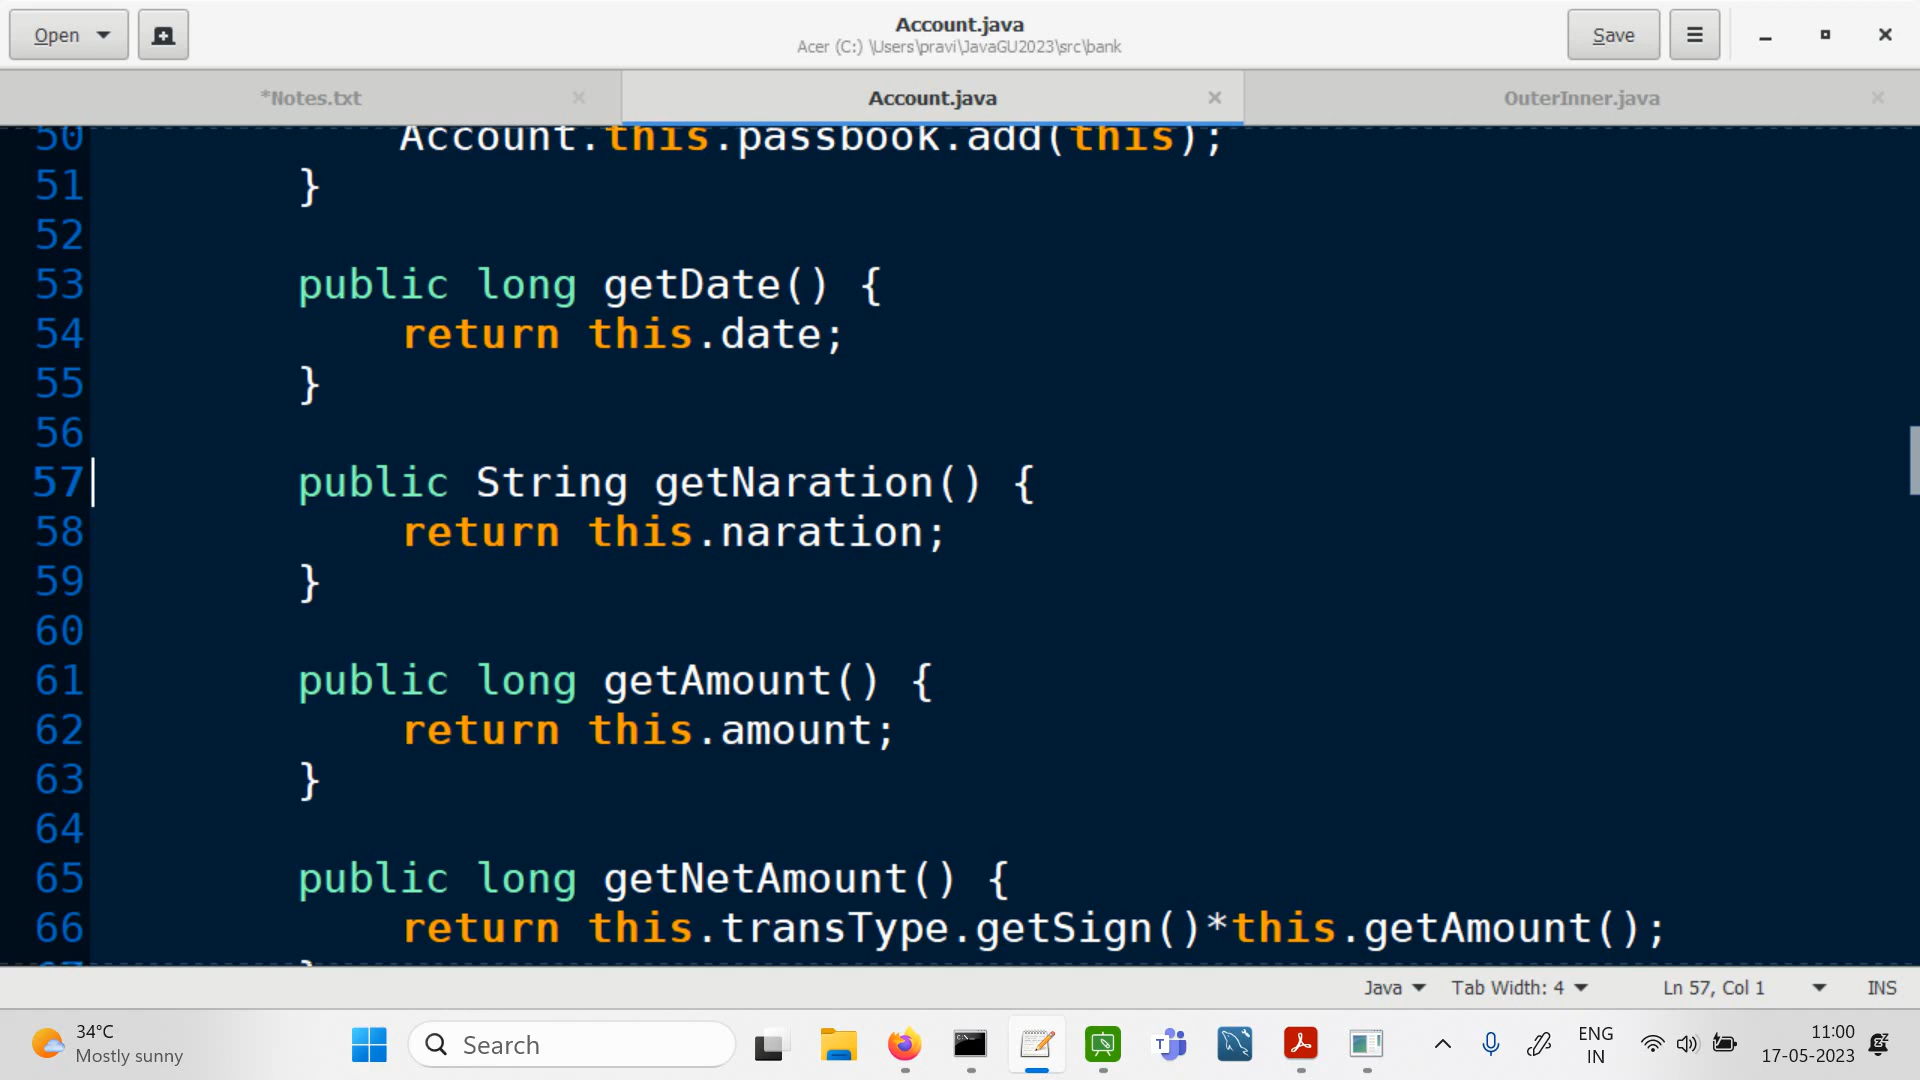 Open
Account.java
Acer (C:) \Users\pravi\JavaGU2023\src\bank
Save
*Notes.txt
Account.java
OuterInner.java
50 Account.this.passbook.add(this);
51 }
52
53 public long getDate() {
54 return this.date;
55 }
56
57 public String getNaration() {
58 return this.naration;
59 }
60
61 public long getAmount() {
62 return this.amount;
63 }
64
65 public long getNetAmount() {
66 return this.transType.getSign()*this.getAmount();
Java Tab Width: 4 Ln 57, Col 1 INS
34°C
Mostly sunny
Search
ENG
IN
11:00
17-05-2023